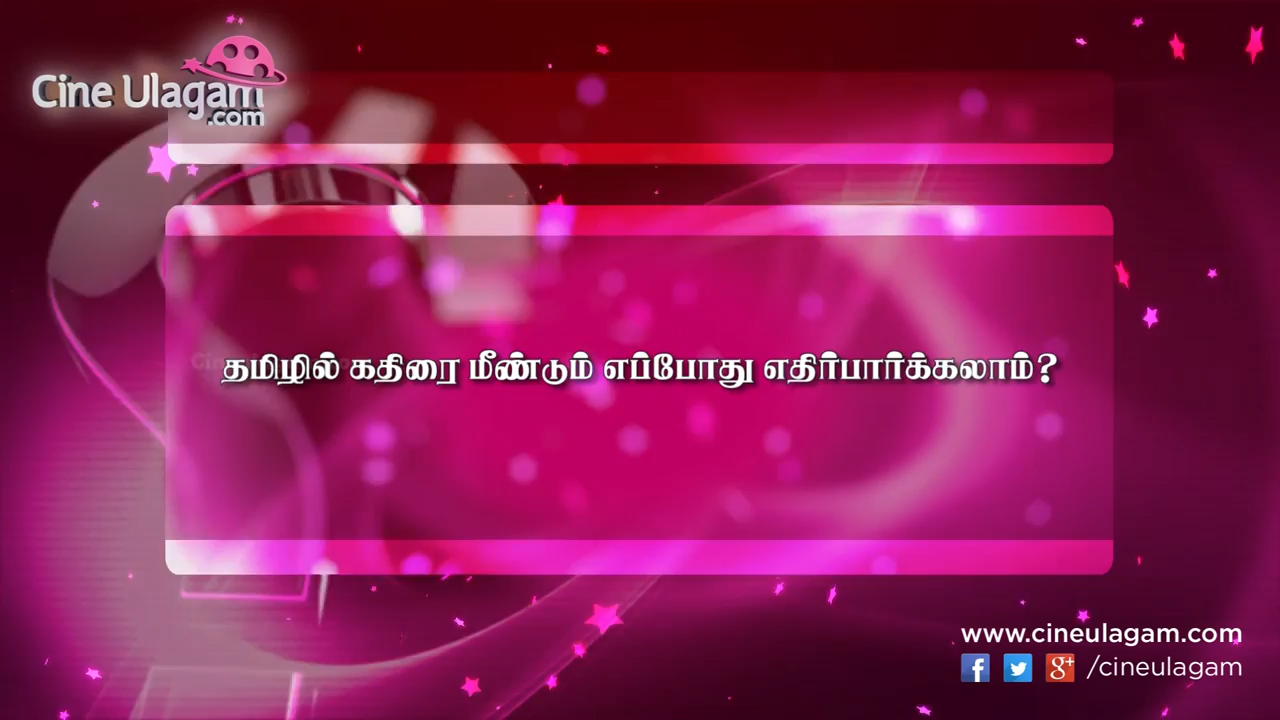 Cine Ulagam
.com
தமிழில் கதிரை மீண்டும் எப்போது எதிர்பார்க்கலாம்?
www.cineulagam.com
/cineulagam